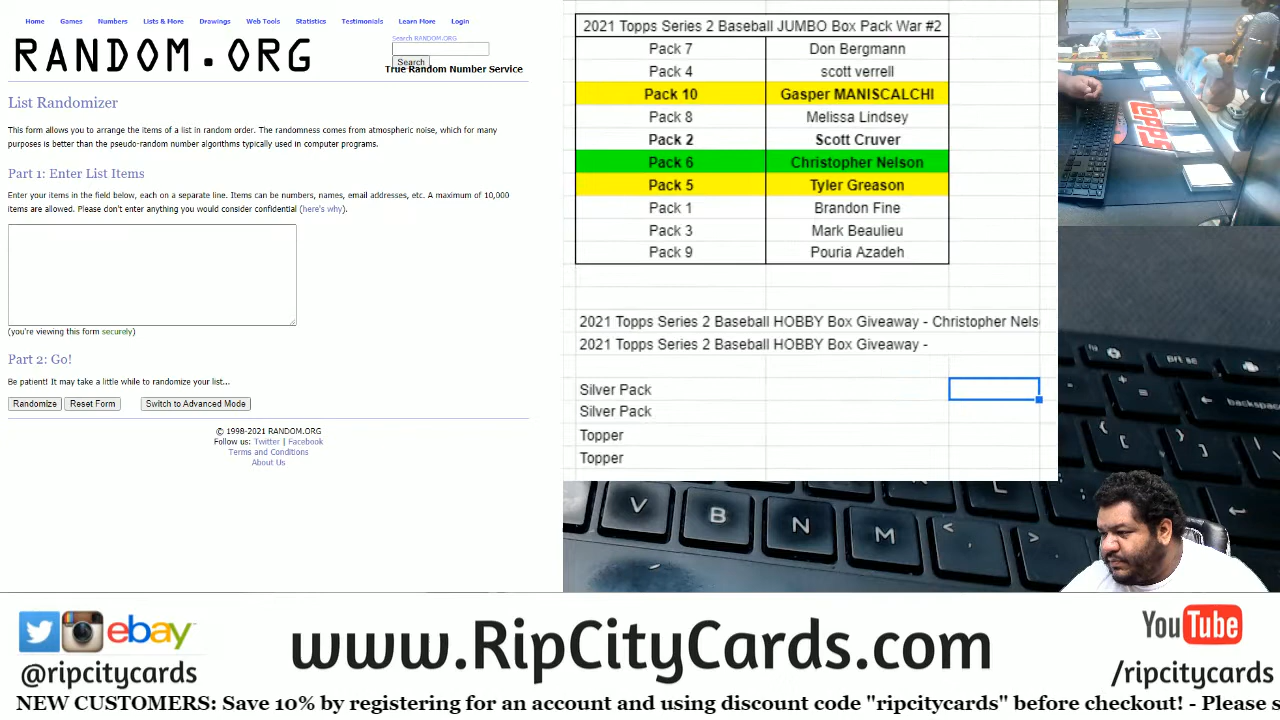 Home Games Numbers Lists & More Drawings Web Tools Statistics Testimonials Learn More Login
RANDOM.ORG
Search RANDOM.ORG
Search
True Random Number Service
List Randomizer
This form allows you to arrange the items of a list in random order. The randomness comes from atmospheric noise, which for many
purposes is better than the pseudo-random number algorithms typically used in computer programs.
Part 1: Enter List Items
Enter your items in the field below, each on a separate line. Items can be numbers, names, email addresses, etc. A maximum of 10,000
items are allowed. Please don't enter anything you would consider confidential (here's why).
(you're viewing this form securely)
Part 2: Go!
Be patient! It may take a little while to randomize your list...
Randomize Reset Form Switch to Advanced Mode
© 1998-2021 RANDOM.ORG
Follow us: Twitter | Facebook
Terms and Conditions
About Us
2021 Topps Series 2 Baseball JUMBO Box Pack War #2
Pack 7 Don Bergmann
Pack 4 scott verrell
Pack 10 Gasper MANISCALCHI
Pack 8 Melissa Lindsey
Pack 2 Scott Cruver
Pack 6 Christopher Nelson
Pack 5 Tyler Greason
Pack 1 Brandon Fine
Pack 3 Mark Beaulieu
Pack 9 Pouria Azadeh
2021 Topps Series 2 Baseball HOBBY Box Giveaway - Christopher Nels
2021 Topps Series 2 Baseball HOBBY Box Giveaway -
Silver Pack
Silver Pack
Topper
Topper
topps
backspace
V B N M < , > .
ebay
@ripcitycards
www.RipCityCards.com
YouTube
/ripcitycards
NEW CUSTOMERS: Save 10% by registering for an account and using discount code "ripcitycards" before checkout! - Please s